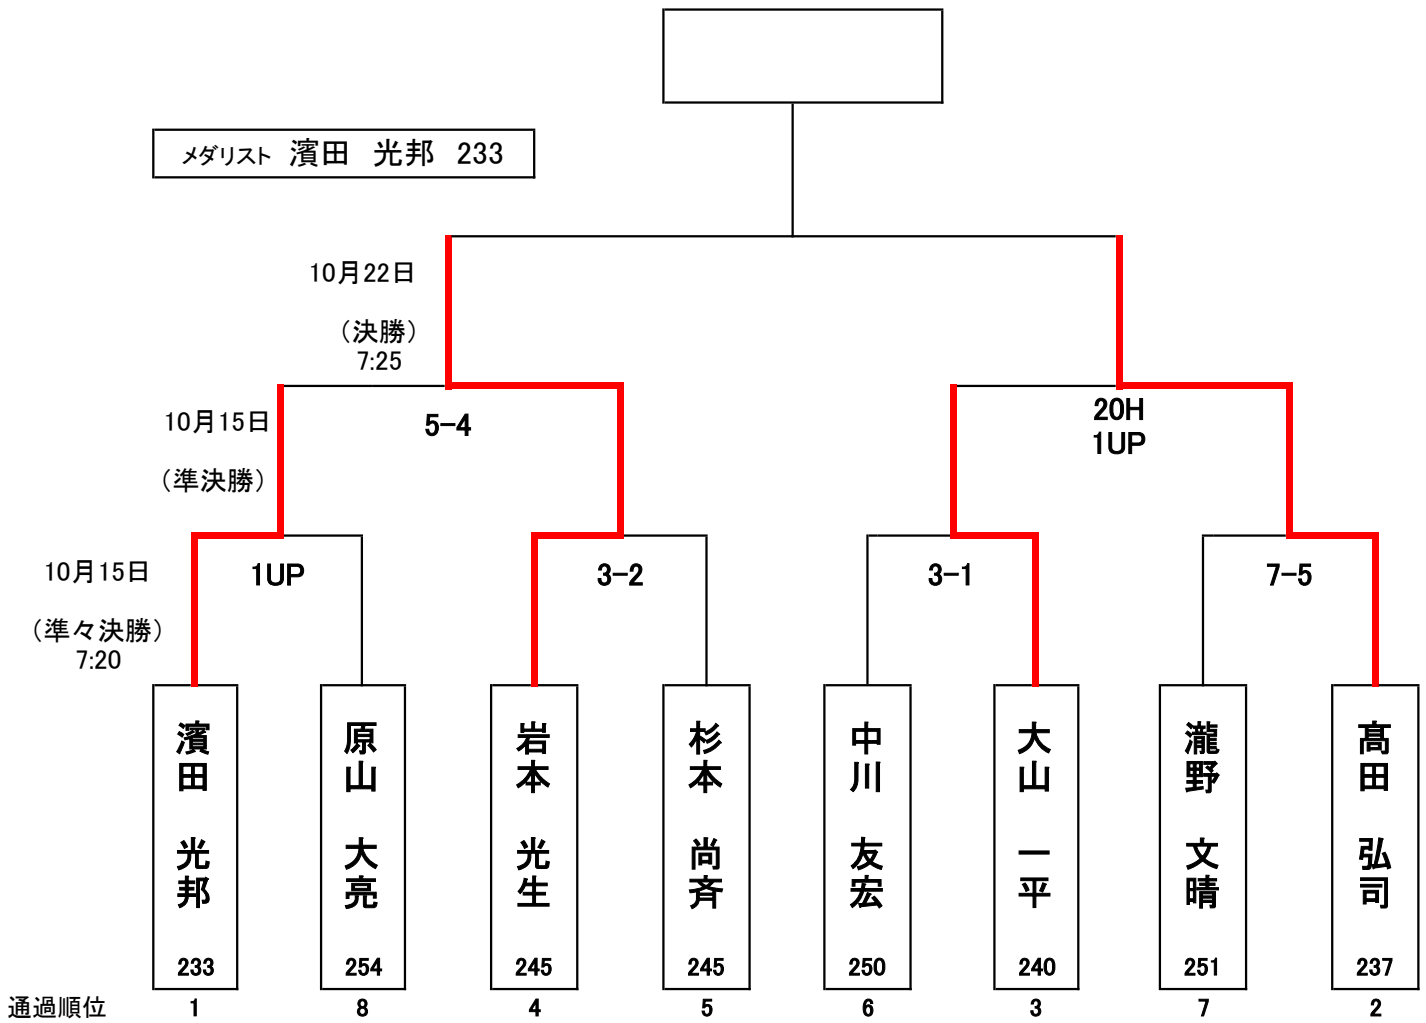 メダリスト 濱田 光邦 233
10月22日
（決勝）
7:25
10月15日
（準決勝）
5-4
20H
1UP
10月15日
（準々決勝）
7:20
1UP
3-2
3-1
7-5
濱田 光邦
原山 大亮
岩本 光生
杉本 尚斉
中川 友宏
大山 一平
瀧野 文晴
髙田 弘司
233 254 245 245 250 240 251 237
通過順位 1 8 4 5 6 3 7 2